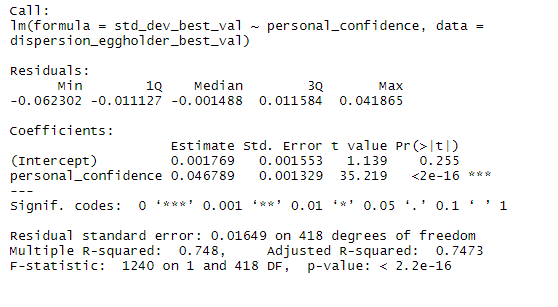 Call:
lm(formula = std_dev_best_val ~ personal_confidence, data =
dispersion_eggholder_best_val)
Residuals:
Min 1Q Median 3Q Max
-0.062302 -0.011127 -0.001488 0.011584 0.041865
Coefficients:
Estimate Std. Error t value Pr(>|t|)
(Intercept) 0.001769 0.001553 1.139 0.255
personal_confidence 0.046789 0.001329 35.219 <2e-16 ***
---
Signif. codes: 0 ‘***’ 0.001 ‘**’ 0.01 ‘*’ 0.05 ‘.’ 0.1 ‘ ’ 1
Residual standard error: 0.01649 on 418 degrees of freedom
Multiple R-squared: 0.748, Adjusted R-squared: 0.7473
F-statistic: 1240 on 1 and 418 DF, p-value: < 2.2e-16